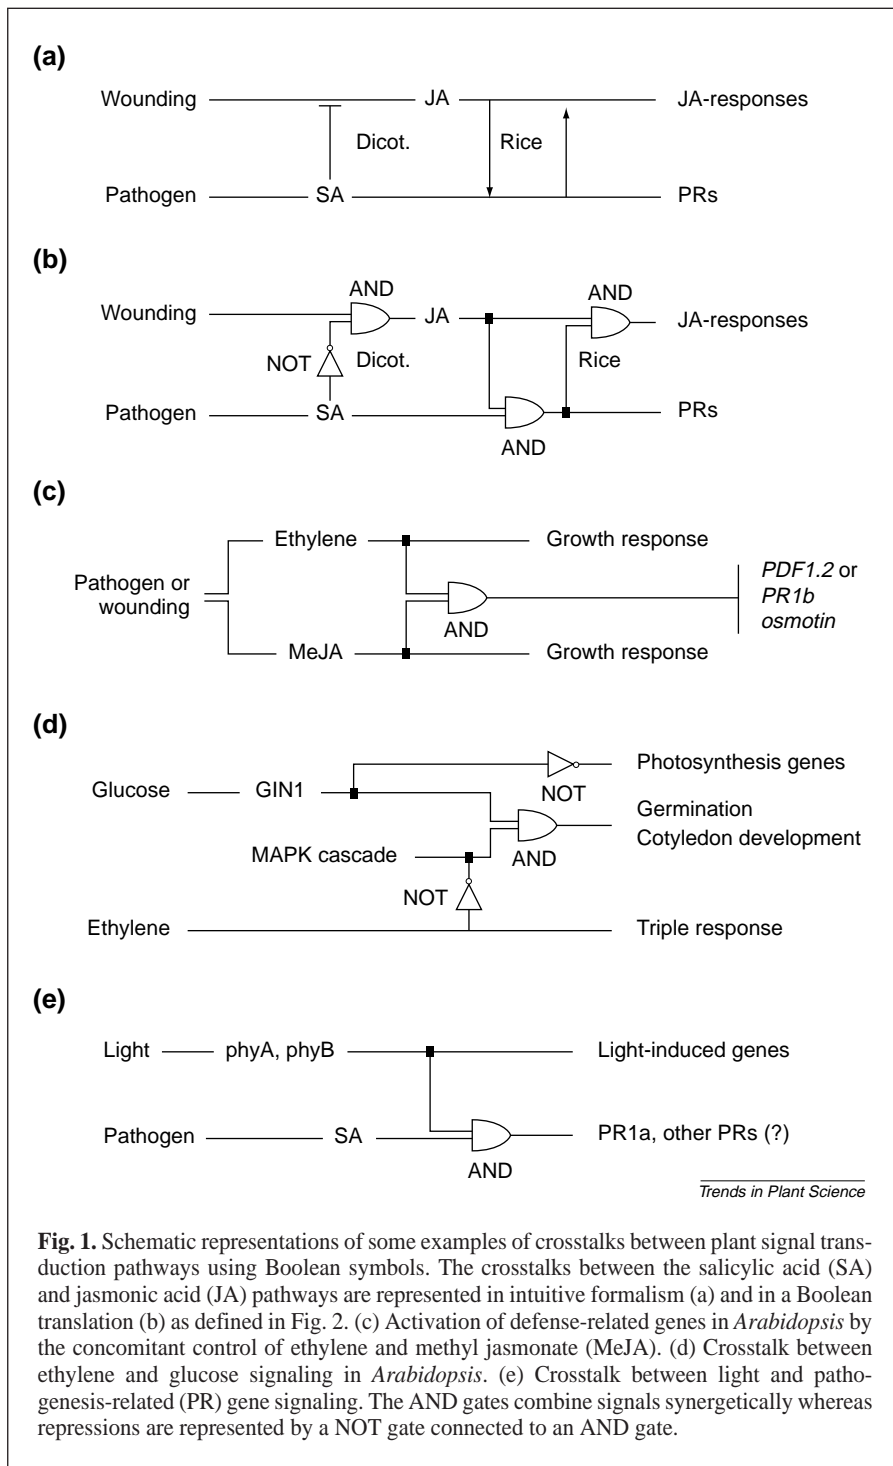 (a)
Wounding JA JA-responses
Dicot. Rice
Pathogen SA PRs
(b)
AND AND
Wounding JA JA-responses
NOT Dicot. Rice
Pathogen SA PRs
AND
(c)
Ethylene Growth response
Pathogen or
wounding
AND
PDF1.2 or
PR1b
osmotin
MeJA Growth response
(d)
Photosynthesis genes
NOT
Glucose GIN1
Germination
Cotyledon development
AND
MAPK cascade
NOT
Ethylene Triple response
(e)
Light phyA, phyB Light-induced genes
Pathogen SA PR1a, other PRs (?)
AND
Trends in Plant Science
Fig. 1. Schematic representations of some examples of crosstalks between plant signal trans-
duction pathways using Boolean symbols. The crosstalks between the salicylic acid (SA)
and jasmonic acid (JA) pathways are represented in intuitive formalism (a) and in a Boolean
translation (b) as defined in Fig. 2. (c) Activation of defense-related genes in Arabidopsis by
the concomitant control of ethylene and methyl jasmonate (MeJA). (d) Crosstalk between
ethylene and glucose signaling in Arabidopsis. (e) Crosstalk between light and patho-
genesis-related (PR) gene signaling. The AND gates combine signals synergetically whereas
repressions are represented by a NOT gate connected to an AND gate.